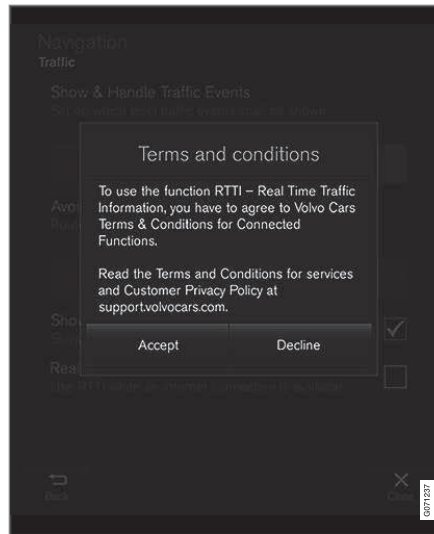 Navigation
Traffic
Show & Handle Traffic Events
Terms and conditions
To use the function RTTI – Real Time Traffic
Information, you have to agree to Volvo Cars
Terms & Conditions for Connected
Functions.
Read the Terms and Conditions for services
and Customer Privacy Policy at
support.volvocars.com.
Accept
Decline
Back
Close
G071237